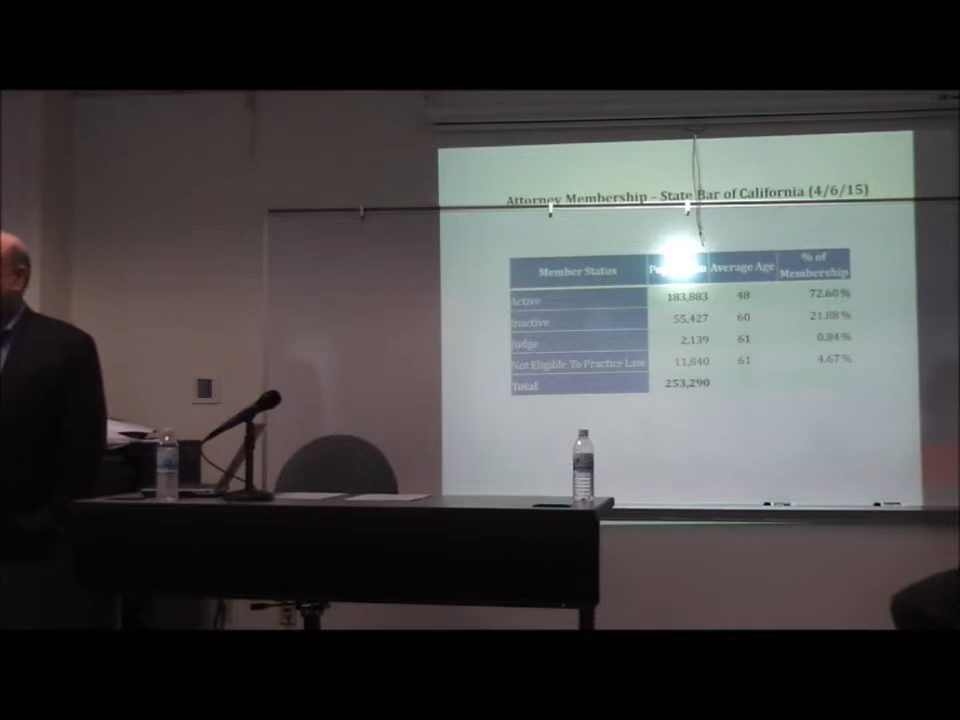 Attorney Membership – State Bar of California (4/6/15)
Member Status Average Age % of Membership
Active 183,883 48 72.60%
Inactive 55,427 60 21.88%
Judge 2,139 61 0.84%
Not Eligible To Practice Law 11,840 61 4.67%
Total 253,290